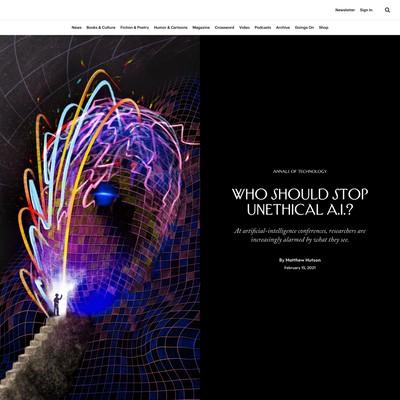 Newsletter Sign In
News Books & Culture Fiction & Poetry Humor & Cartoons Magazine Crossword Video Podcasts Archive Goings On Shop
ANNALS OF TECHNOLOGY
WHO SHOULD STOP
UNETHICAL A.I.?
At artificial-intelligence conferences, researchers are
increasingly alarmed by what they see.
By Matthew Hutson
February 15, 2021